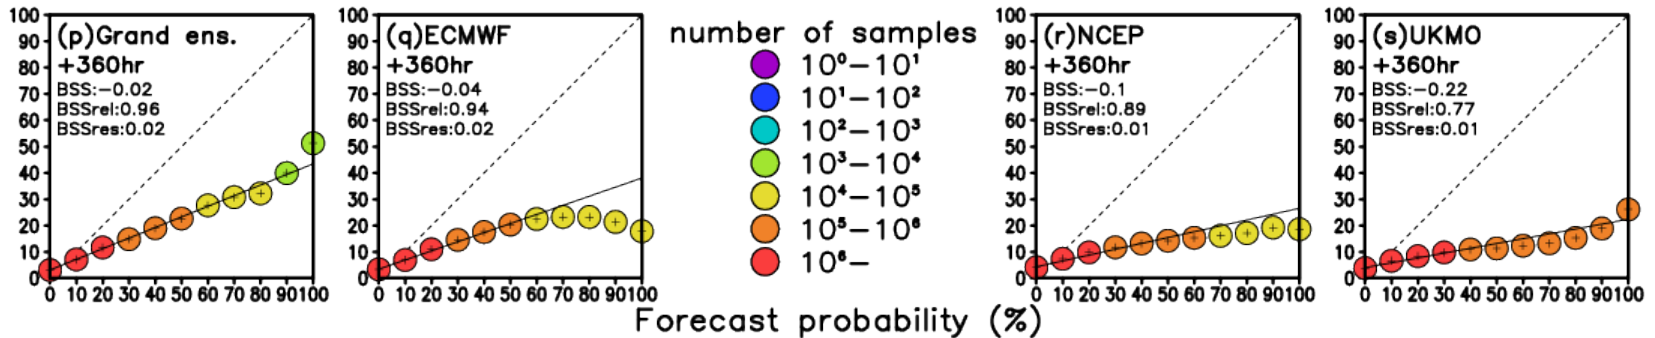 (p)Grand ens.
+360hr
BSS:−0.02
BSSrel:0.96
BSSres:0.02
100
90
80
70
60
50
40
30
20
10
0
0 10 20 30 40 50 60 70 80 90100
(q)ECMWF
+360hr
BSS:−0.04
BSSrel:0.94
BSSres:0.02
100
90
80
70
60
50
40
30
20
10
0
0 10 20 30 40 50 60 70 80 90100
number of samples
10⁰−10¹
10¹−10²
10²−10³
10³−10⁴
10⁴−10⁵
10⁵−10⁶
10⁶−
(r)NCEP
+360hr
BSS:−0.1
BSSrel:0.89
BSSres:0.01
100
90
80
70
60
50
40
30
20
10
0
0 10 20 30 40 50 60 70 80 90100
(s)UKMO
+360hr
BSS:−0.22
BSSrel:0.77
BSSres:0.01
100
90
80
70
60
50
40
30
20
10
0
0 10 20 30 40 50 60 70 80 90100
Forecast probability (%)